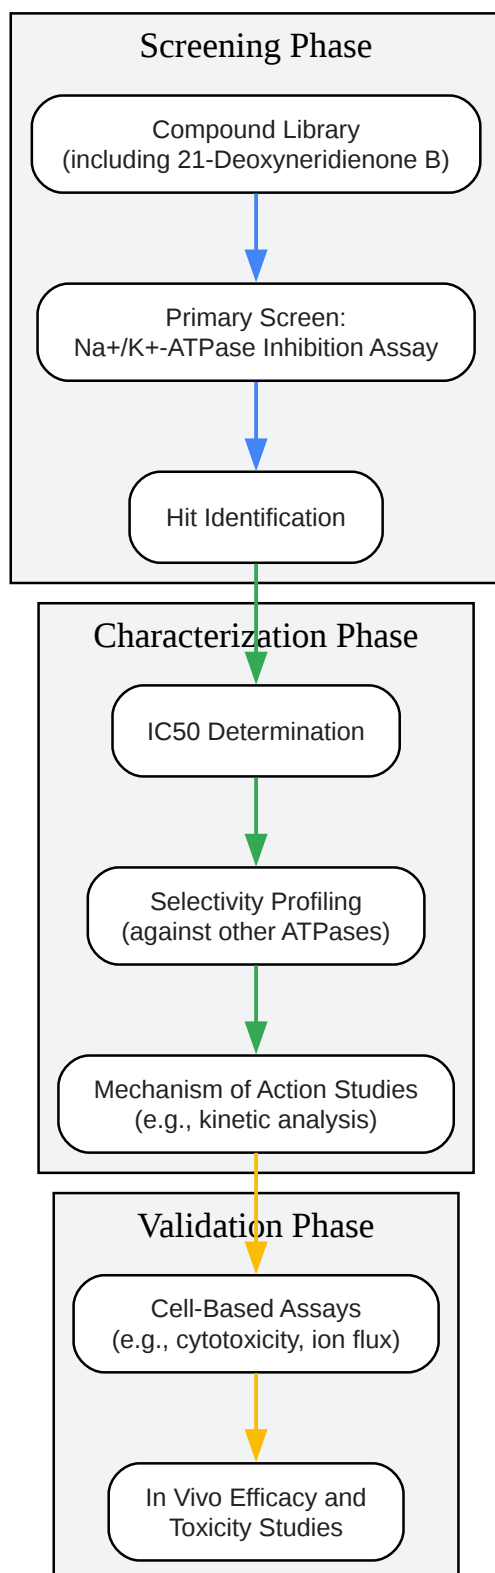 Screening Phase
Compound Library
(including 21-Deoxyneridienone B)
Primary Screen:
Na+/K+-ATPase Inhibition Assay
Hit Identification
Characterization Phase
IC50 Determination
Selectivity Profiling
(against other ATPases)
Mechanism of Action Studies
(e.g., kinetic analysis)
Validation Phase
Cell-Based Assays
(e.g., cytotoxicity, ion flux)
In Vivo Efficacy and
Toxicity Studies